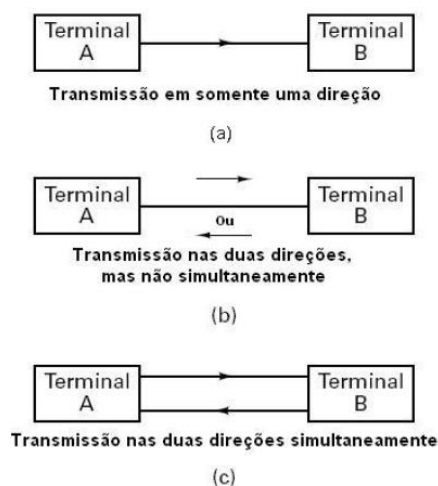 Terminal A
Terminal B
Transmissão em somente uma direção
(a)
Terminal A
Terminal B
Ou
Transmissão nas duas direções,
mas não simultaneamente
(b)
Terminal A
Terminal B
Transmissão nas duas direções simultaneamente
(c)